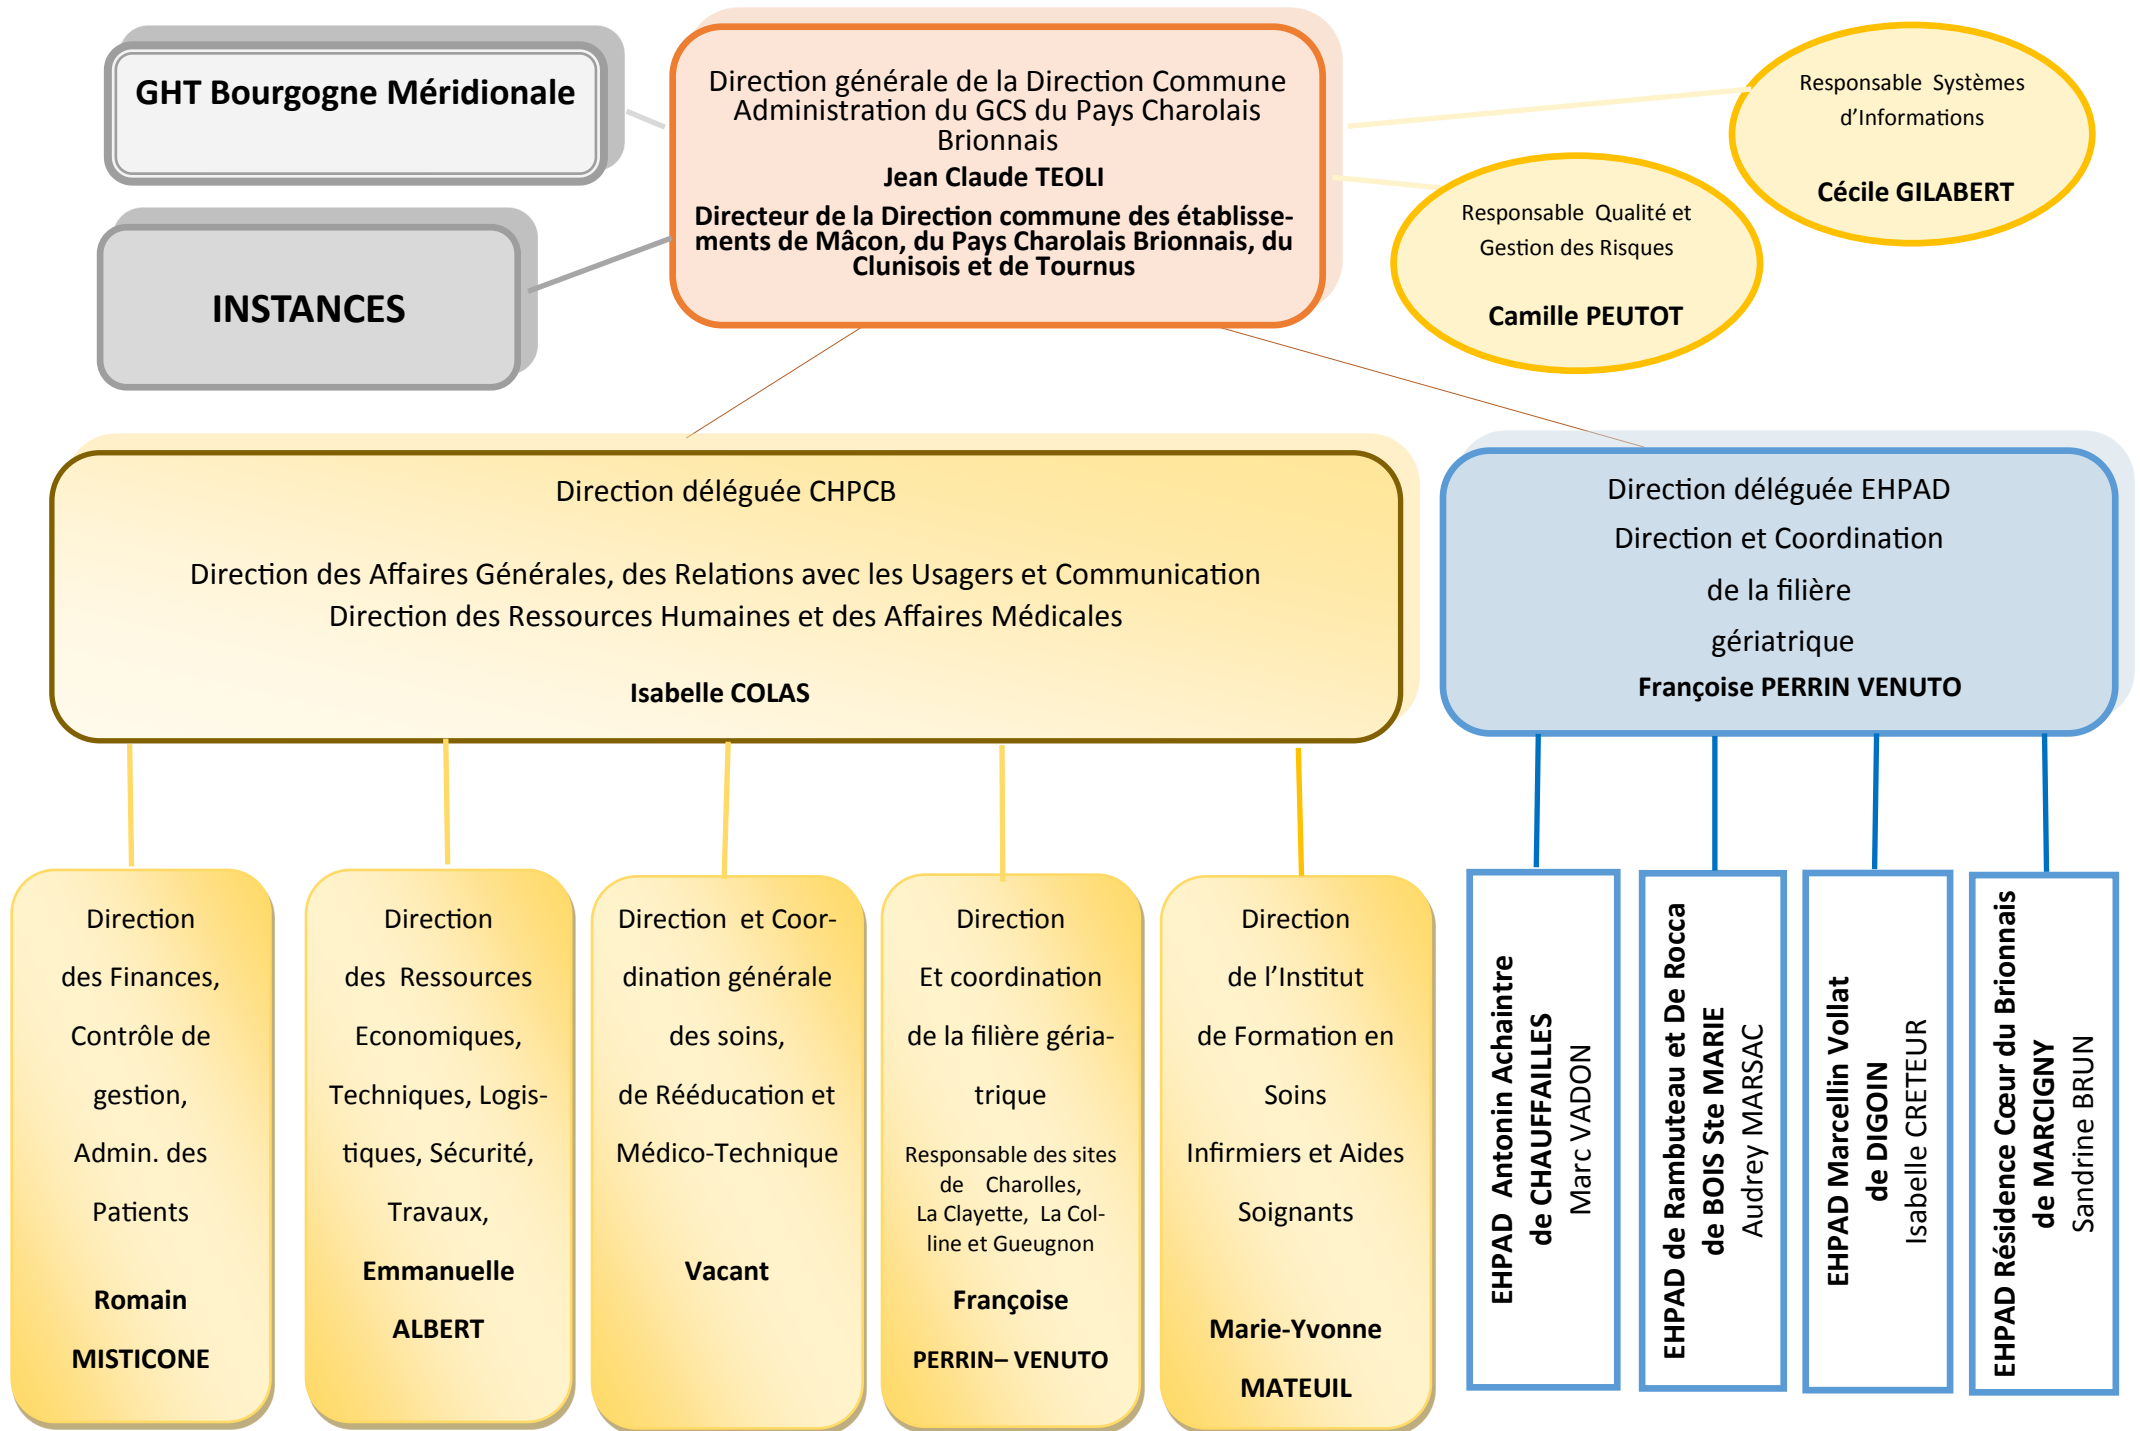 GHT Bourgogne Méridionale
INSTANCES
Direction générale de la Direction Commune
Administration du GCS du Pays Charolais
Brionnais
Jean Claude TEOLI
Directeur de la Direction commune des établisse-
ments de Mâcon, du Pays Charolais Brionnais, du
Clunisois et de Tournus
Responsable Systèmes
d'Informations
Cécile GILABERT
Responsable Qualité et
Gestion des Risques
Camille PEUTOT
Direction déléguée CHPCB
Direction des Affaires Générales, des Relations avec les Usagers et Communication
Direction des Ressources Humaines et des Affaires Médicales
Isabelle COLAS
Direction déléguée EHPAD
Direction et Coordination
de la filière
gériatrique
Françoise PERRIN VENUTO
Direction
des Finances,
Contrôle de
gestion,
Admin. des
Patients
Romain
MISTICONE
Direction
des Ressources
Economiques,
Techniques, Logis-
tiques, Sécurité,
Travaux,
Emmanuelle
ALBERT
Direction et Coor-
dination générale
des soins,
de Rééducation et
Médico-Technique
Vacant
Direction
Et coordination
de la filière géria-
trique
Responsable des sites
de Charolles,
La Clayette, La Col-
line et Gueugnon
Françoise
PERRIN– VENUTO
Direction
de l'Institut
de Formation en
Soins
Infirmiers et Aides
Soignants
Marie-Yvonne
MATEUIL
EHPAD Antonin Achaintre
de CHAUFFAILLES
Marc VADON
EHPAD de Rambuteau et De Rocca
de BOIS Ste MARIE
Audrey MARSAC
EHPAD Marcellin Vollat
de DIGOIN
Isabelle CRETEUR
EHPAD Résidence Cœur du Brionnais
de MARCIGNY
Sandrine BRUN